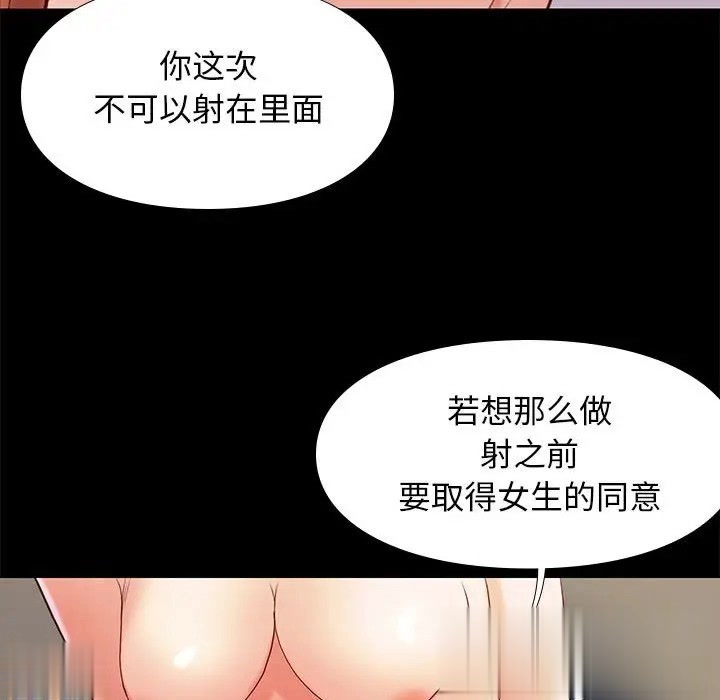 你这次
不可以射在里面
若想那么做
射之前
要取得女生的同意